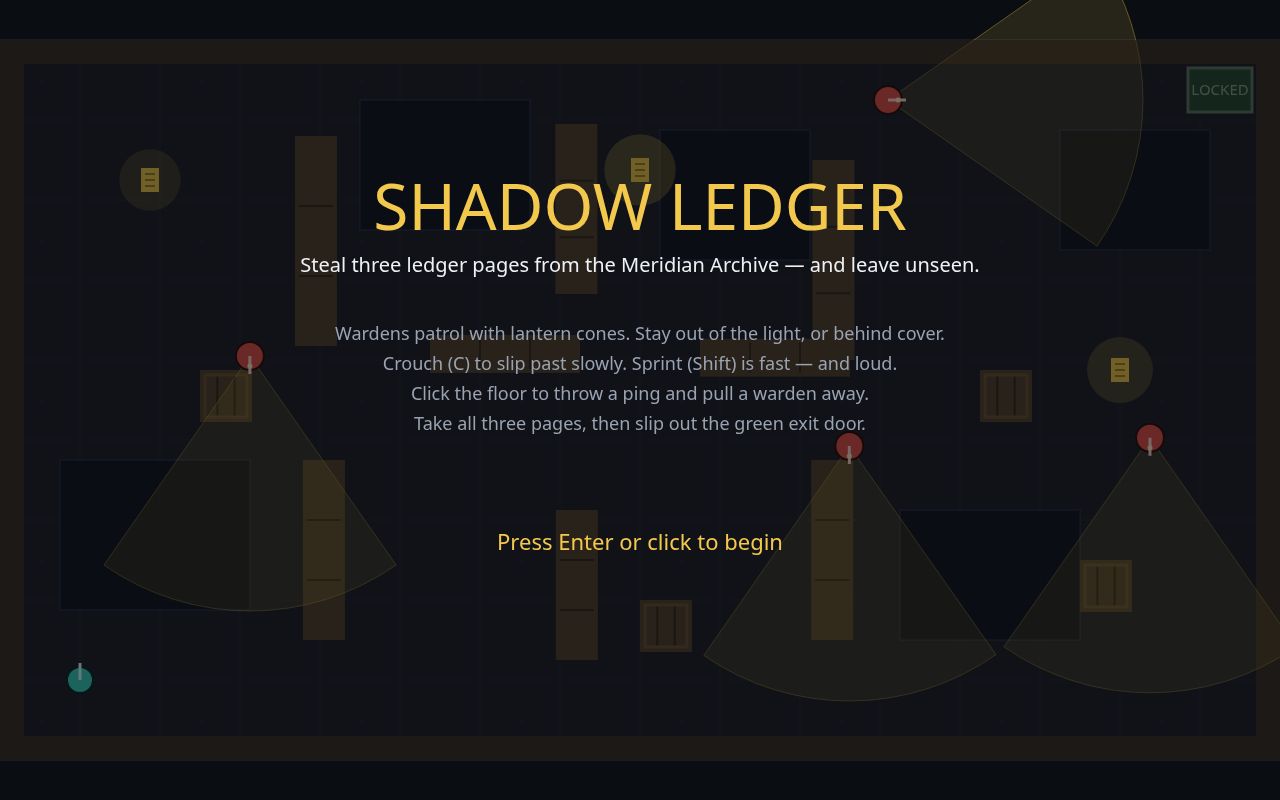 LOCKED
SHADOW LEDGER
Steal three ledger pages from the Meridian Archive — and leave unseen.
Wardens patrol with lantern cones. Stay out of the light, or behind cover.
Crouch (C) to slip past slowly. Sprint (Shift) is fast — and loud.
Click the floor to throw a ping and pull a warden away.
Take all three pages, then slip out the green exit door.
Press Enter or click to begin